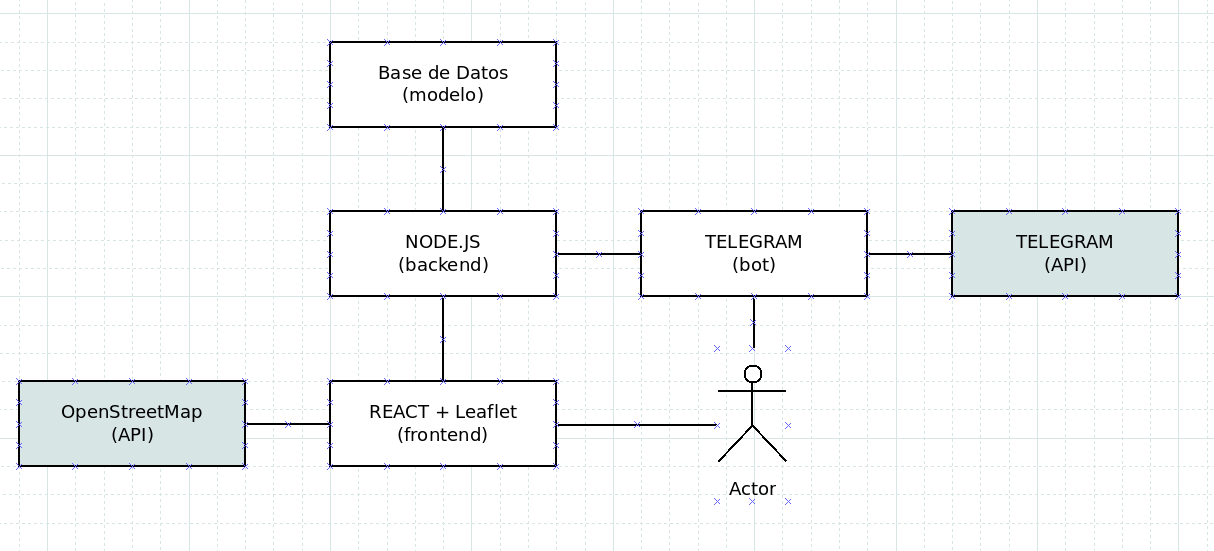 Base de Datos
(modelo)
NODE.JS
(backend)
TELEGRAM
(bot)
TELEGRAM
(API)
OpenStreetMap
(API)
REACT + Leaflet
(frontend)
Actor